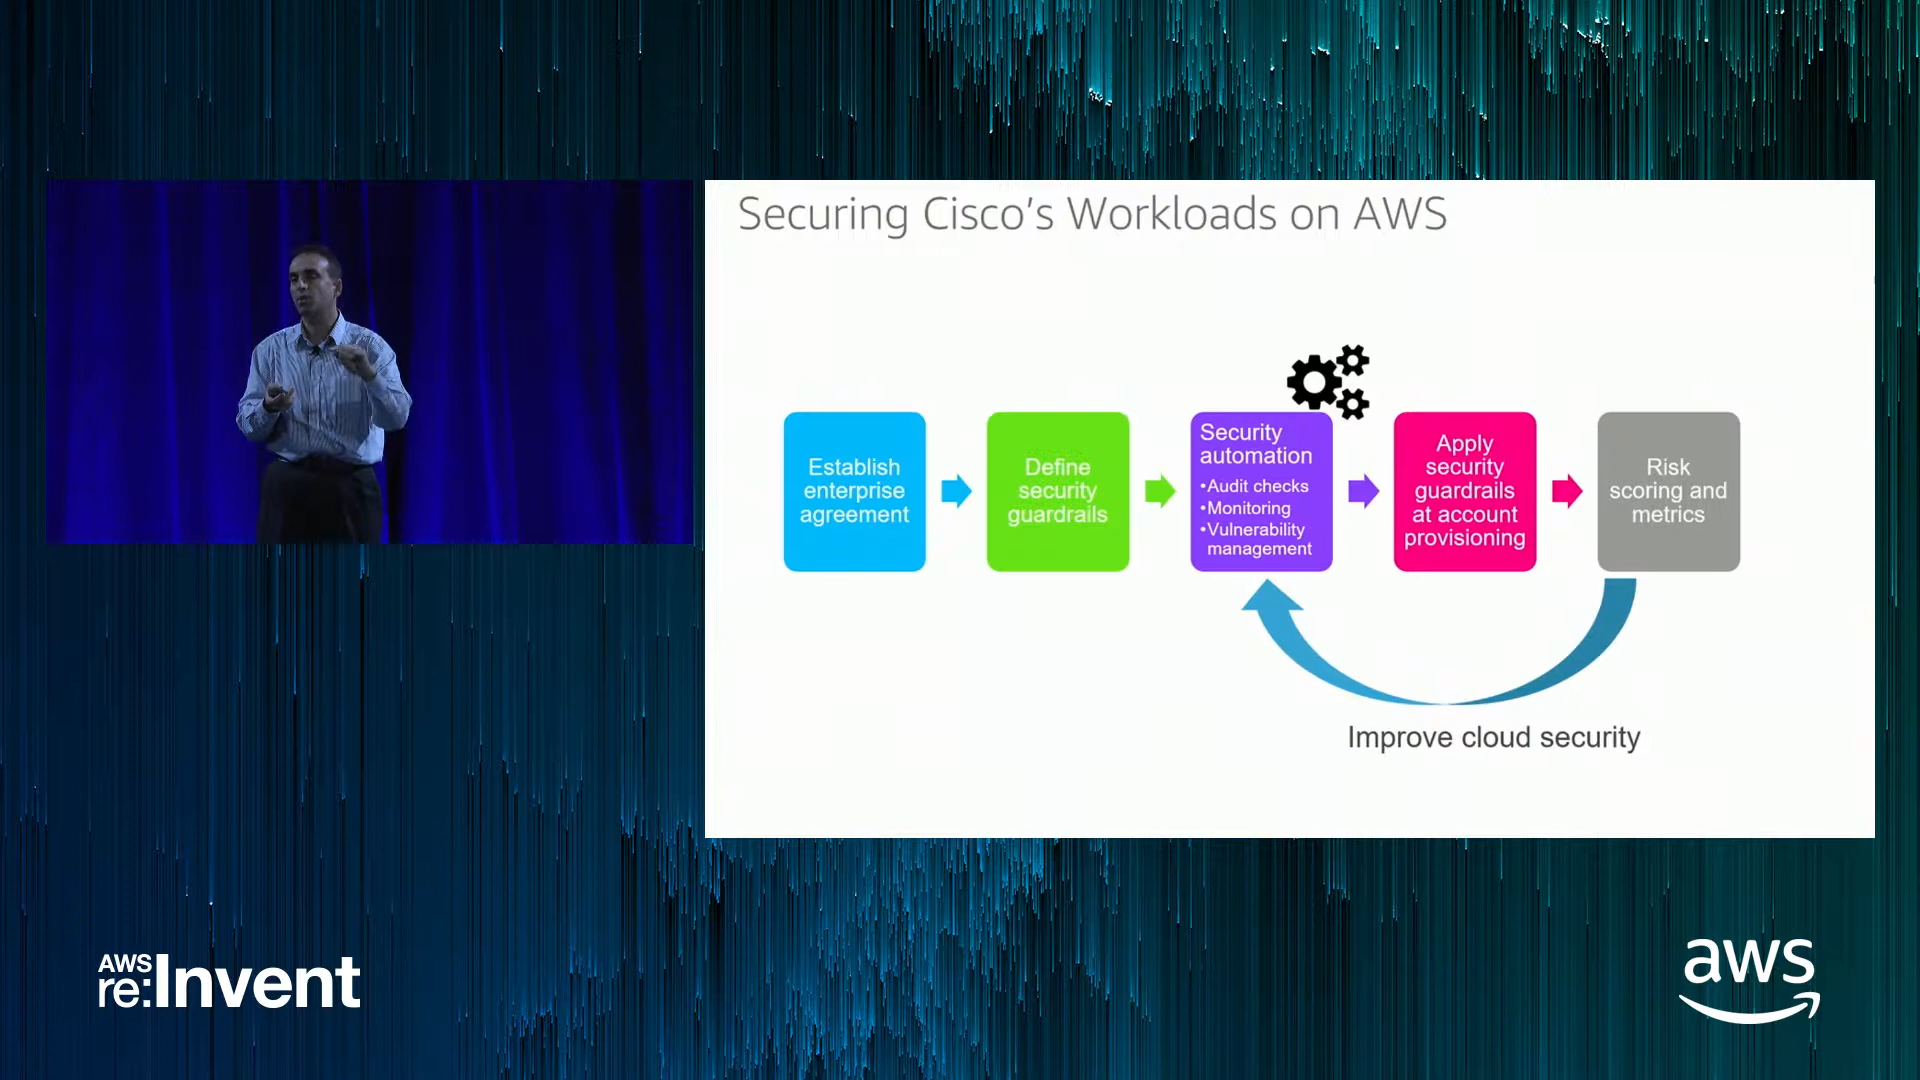 Securing Cisco's Workloads on AWS
Establish
enterprise
agreement
Define
security
guardrails
Security
automation
•Audit checks
•Monitoring
•Vulnerability
management
Apply
security
guardrails
at account
provisioning
Risk
scoring and
metrics
Improve cloud security
AWS
re:Invent
aws